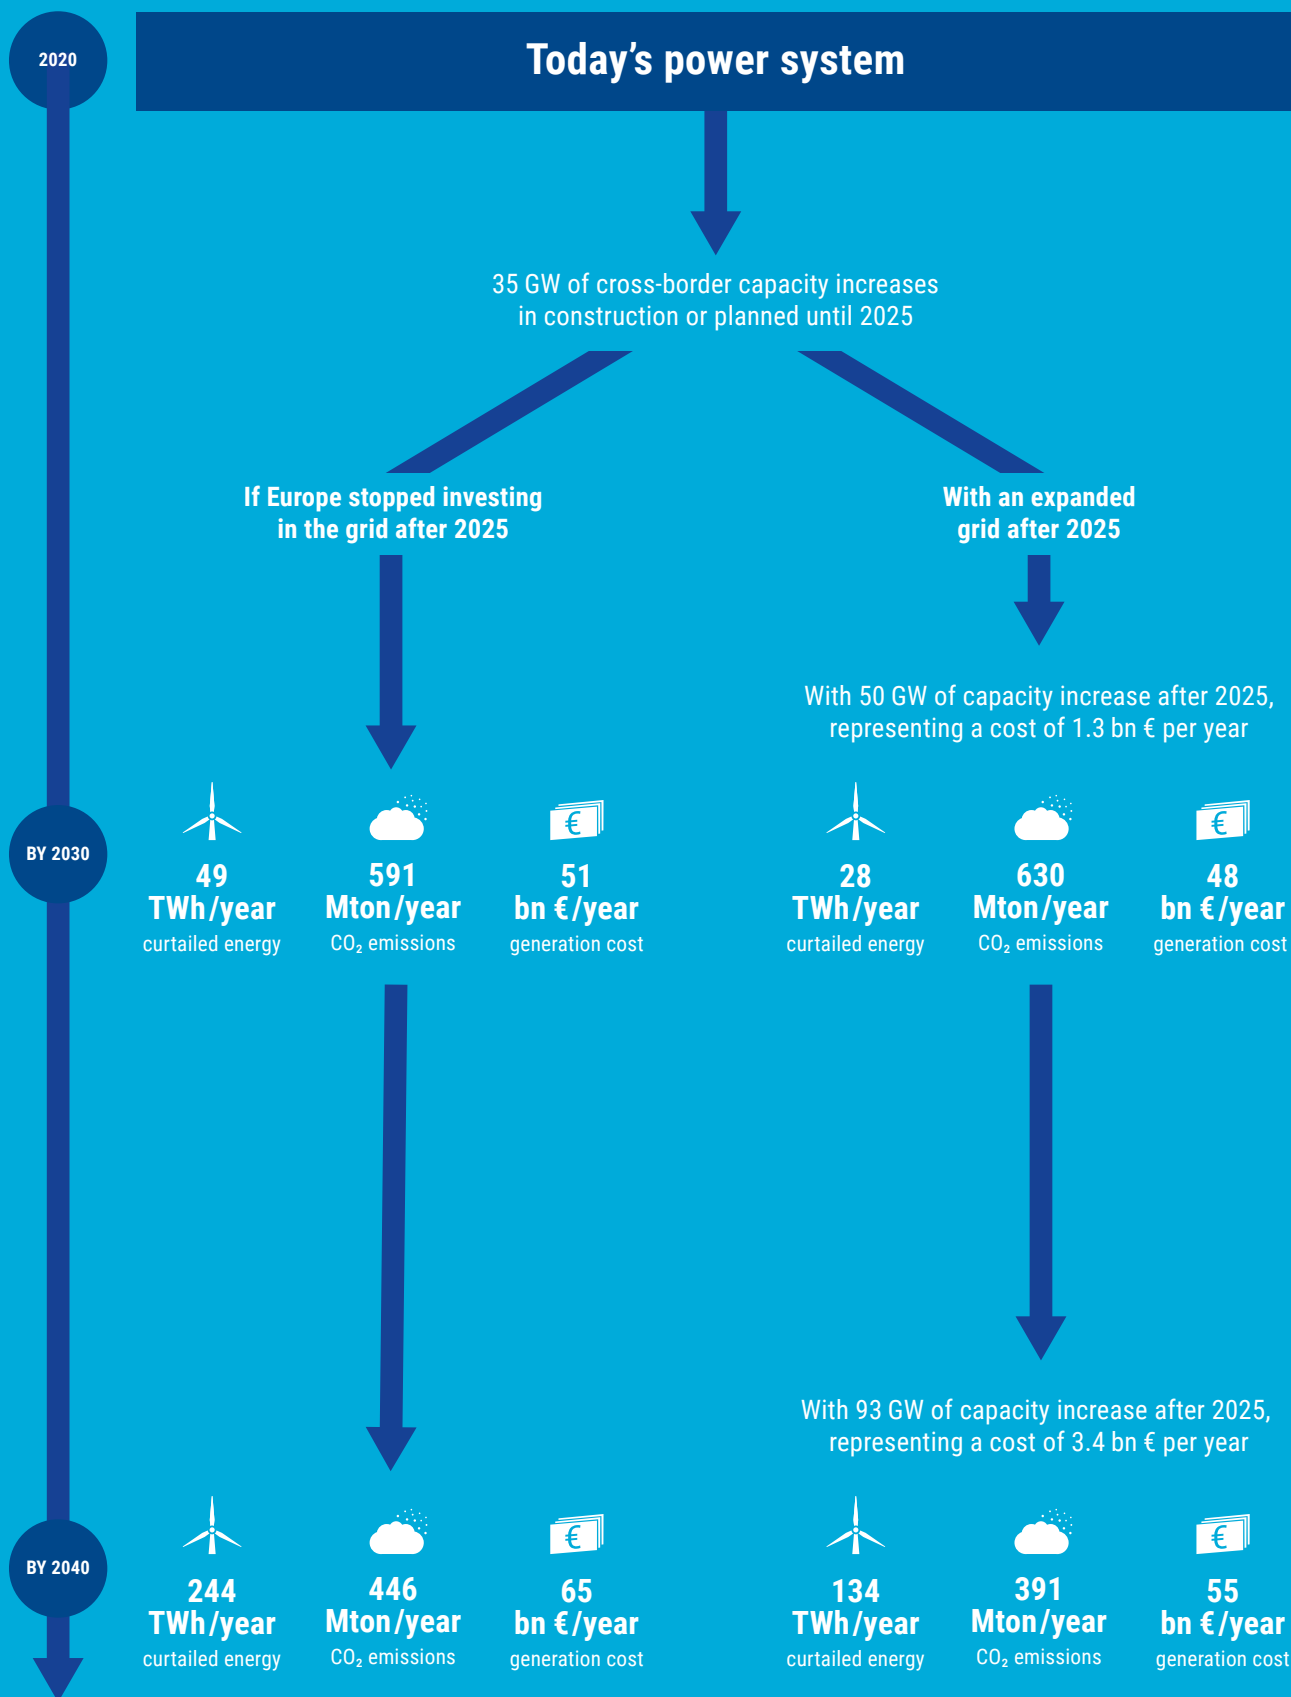 2020
Today’s power system
35 GW of cross-border capacity increases
in construction or planned until 2025
If Europe stopped investing
in the grid after 2025
With an expanded
grid after 2025
With 50 GW of capacity increase after 2025,
representing a cost of 1.3 bn € per year
BY 2030
€
€
49
TWh/year
curtailed energy
591
Mton/year
CO₂ emissions
51
bn €/year
generation cost
28
TWh/year
curtailed energy
630
Mton/year
CO₂ emissions
48
bn €/year
generation cost
With 93 GW of capacity increase after 2025,
representing a cost of 3.4 bn € per year
BY 2040
€
€
244
TWh/year
curtailed energy
446
Mton/year
CO₂ emissions
65
bn €/year
generation cost
134
TWh/year
curtailed energy
391
Mton/year
CO₂ emissions
55
bn €/year
generation cost